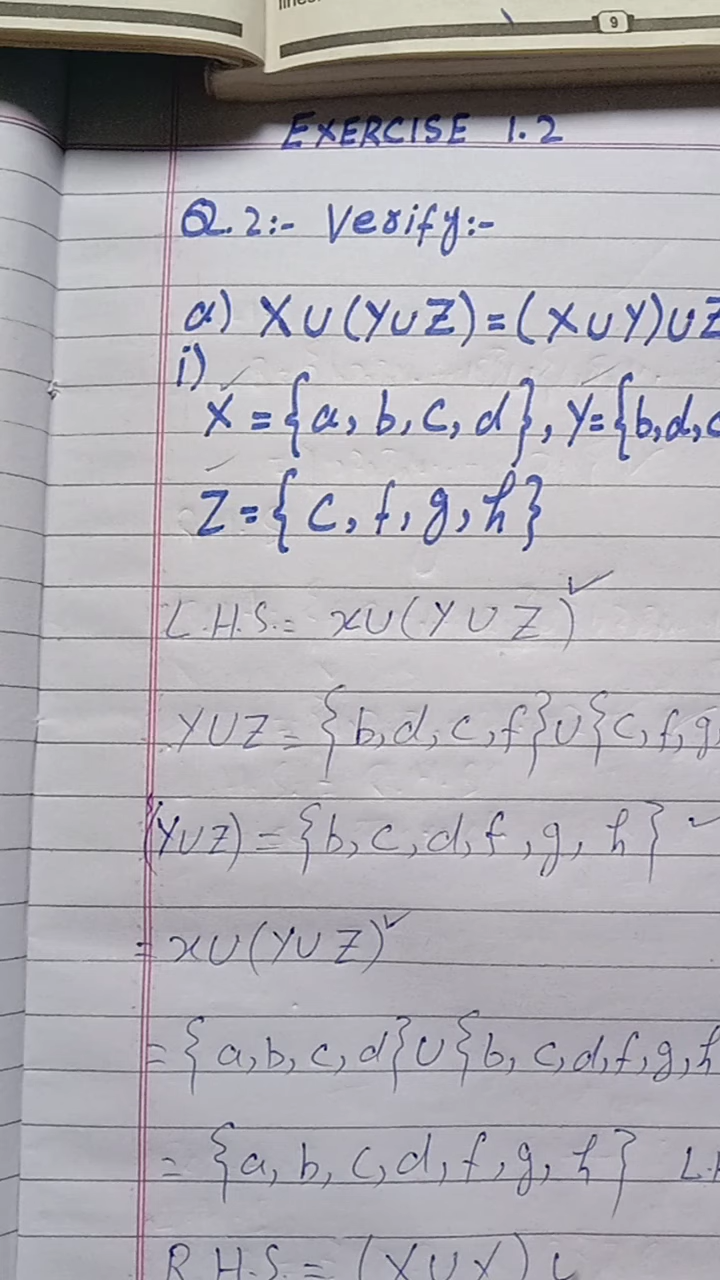 9
EXERCISE 1.2
Q.2:- Verify:-
a) X∪(Y∪Z)=(X∪Y)∪Z
i)
X={a, b, c, d}, Y={b,d,c
Z={c, f, g, h}
L.H.S.= X∪(Y∪Z)
Y∪Z={b,d,c,f}∪{c,f,g,
(Y∪Z)={b,c,d,f,g,h}
= X∪(Y∪Z)
={a,b,c,d}∪{b,c,d,f,g,h
={a,b,c,d,f,g,h} L.H
R.H.S.=(X∪